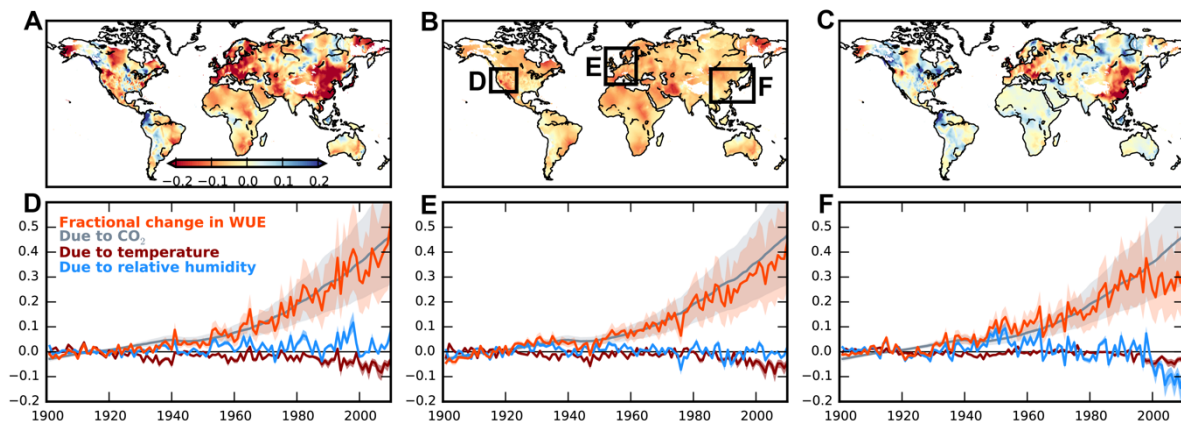 A
B
C
D
E
F
−0.2 −0.1 0.0 0.1 0.2
D
E
F
Fractional change in WUE
Due to CO₂
Due to temperature
Due to relative humidity
0.5
0.4
0.3
0.2
0.1
0.0
−0.1
−0.2
1900 1920 1940 1960 1980 2000
0.5
0.4
0.3
0.2
0.1
0.0
−0.1
−0.2
1900 1920 1940 1960 1980 2000
0.5
0.4
0.3
0.2
0.1
0.0
−0.1
−0.2
1900 1920 1940 1960 1980 2000